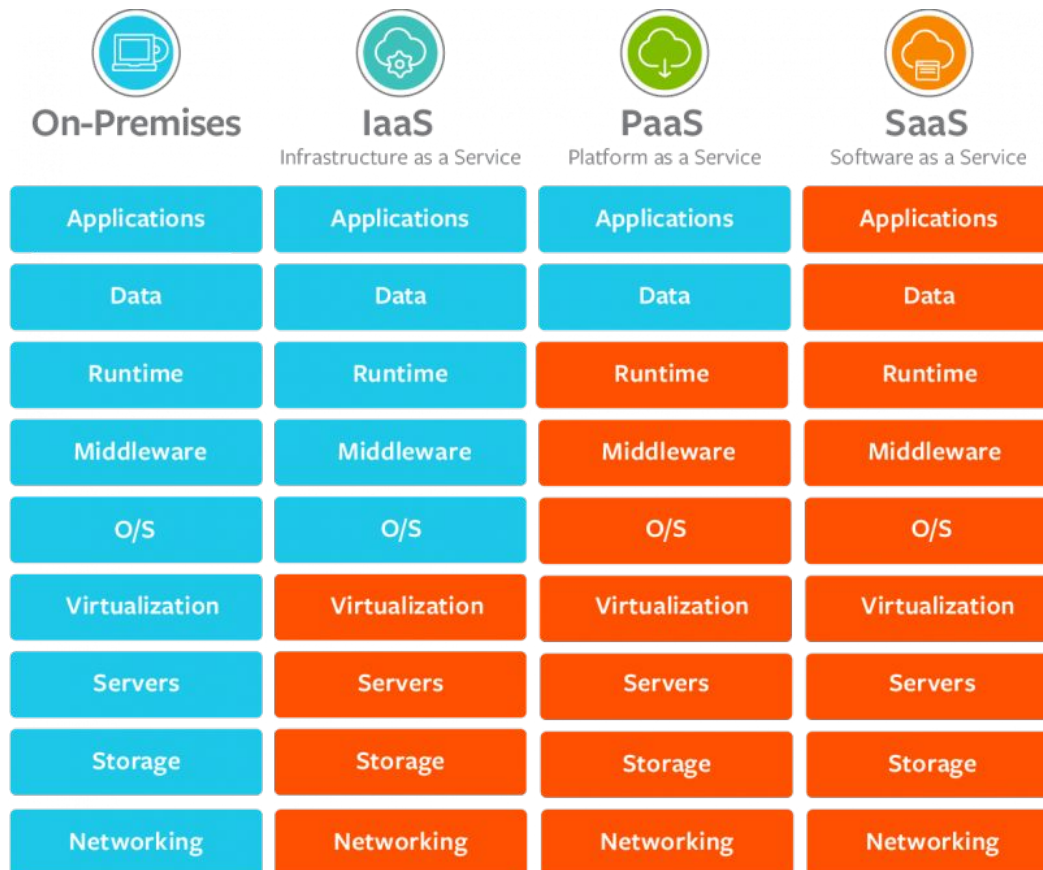 On-Premises IaaS PaaS SaaS
Infrastructure as a Service Platform as a Service Software as a Service
Applications Applications Applications Applications
Data Data Data Data
Runtime Runtime Runtime Runtime
Middleware Middleware Middleware Middleware
O/S O/S O/S O/S
Virtualization Virtualization Virtualization Virtualization
Servers Servers Servers Servers
Storage Storage Storage Storage
Networking Networking Networking Networking